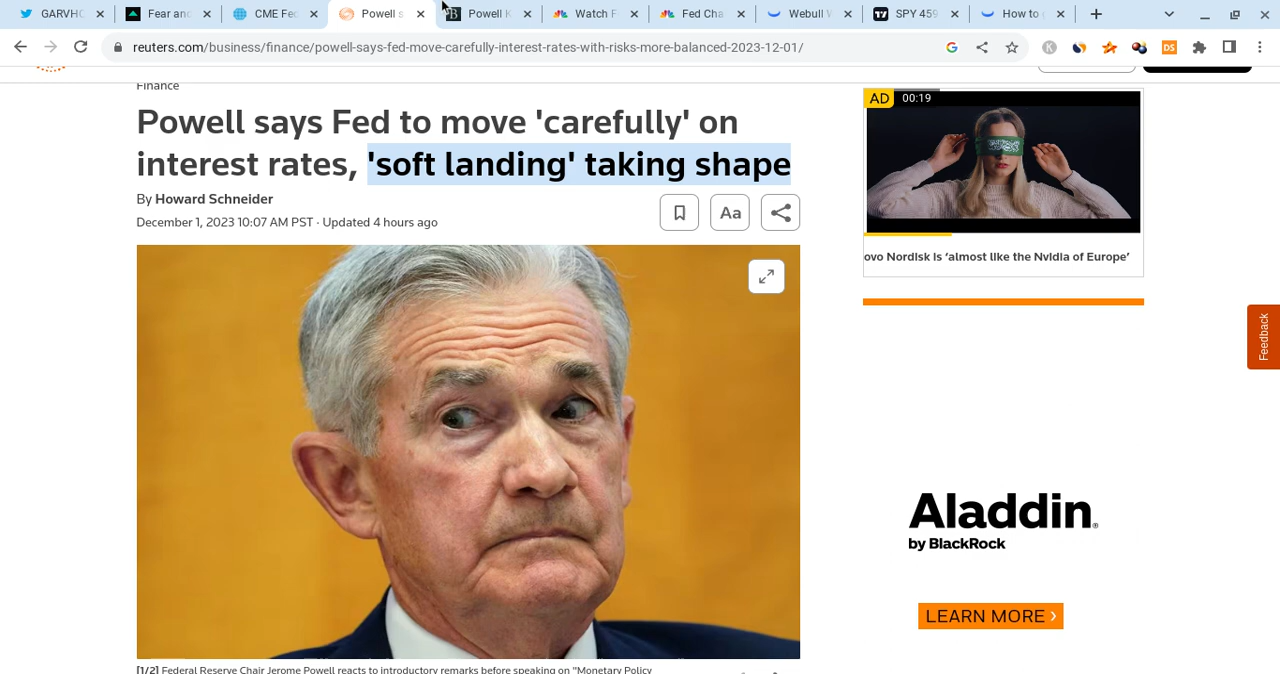 GARVHO
Fear and
CME Fed
Powell s
Powell K
Watch F
Fed Cha
Webull W
SPY 459
How to
reuters.com/business/finance/powell-says-fed-move-carefully-interest-rates-with-risks-more-balanced-2023-12-01/
K
DS
Finance
Powell says Fed to move 'carefully' on
interest rates, 'soft landing' taking shape
By Howard Schneider
December 1, 2023 10:07 AM PST · Updated 4 hours ago
Aa
[1/2] Federal Reserve Chair Jerome Powell reacts to introductory remarks before speaking on "Monetary Policy
AD 00:19
ovo Nordisk is ‘almost like the Nvidia of Europe’
Feedback
Aladdin®
by BlackRock
LEARN MORE